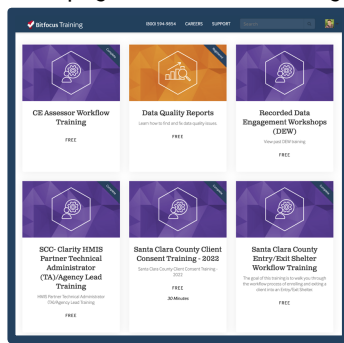 Bitfocus Training
(800) 594-9854 CAREERS SUPPORT Search
CE Assessor Workflow
Training
FREE
Data Quality Reports
Learn how to find and fix data quality issues.
FREE
Recorded Data
Engagement Workshops
(DEW)
View past DEW training.
FREE
SCC- Clarity HMIS
Partner Technical
Administrator
(TA)/Agency Lead
Training
HMIS Partner Technical Administrator
(TA)/Agency Lead Training
FREE
Santa Clara County Client
Consent Training - 2022
Santa Clara County Client Consent Training -
2022
FREE
30 Minutes
Santa Clara County
Entry/Exit Shelter
Workflow Training
The goal of this training is to walk you through
the workflow process of enrolling and exiting a
client into an Entry/Exit Shelter.
FREE